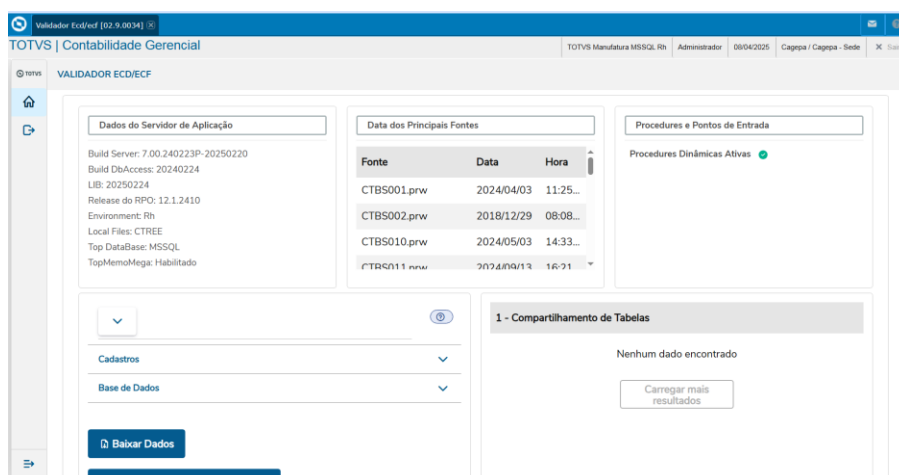 Validador Ecd/ecf [02.9.0034]
TOTVS | Contabilidade Gerencial
TOTVS Manufatura MSSQL Rh
Administrador
08/04/2025
Cagepa / Cagepa - Sede
TOTVS
VALIDADOR ECD/ECF
Dados do Servidor de Aplicação
Build Server: 7.00.240223P-20250220
Build DbAccess: 20240224
LIB: 20250224
Release do RPO: 12.1.2410
Environment: Rh
Local Files: CTREE
Top DataBase: MSSQL
TopMemoMega: Habilitado
Data dos Principais Fontes
Fonte Data Hora
CTBS001.prw 2024/04/03 11:25...
CTBS002.prw 2018/12/29 08:08...
CTBS010.prw 2024/05/03 14:33...
CTBS011.prw 2024/09/13 16:21
Procedures e Pontos de Entrada
Procedures Dinâmicas Ativas
Cadastros
Base de Dados
Baixar Dados
1 - Compartilhamento de Tabelas
Nenhum dado encontrado
Carregar mais
resultados